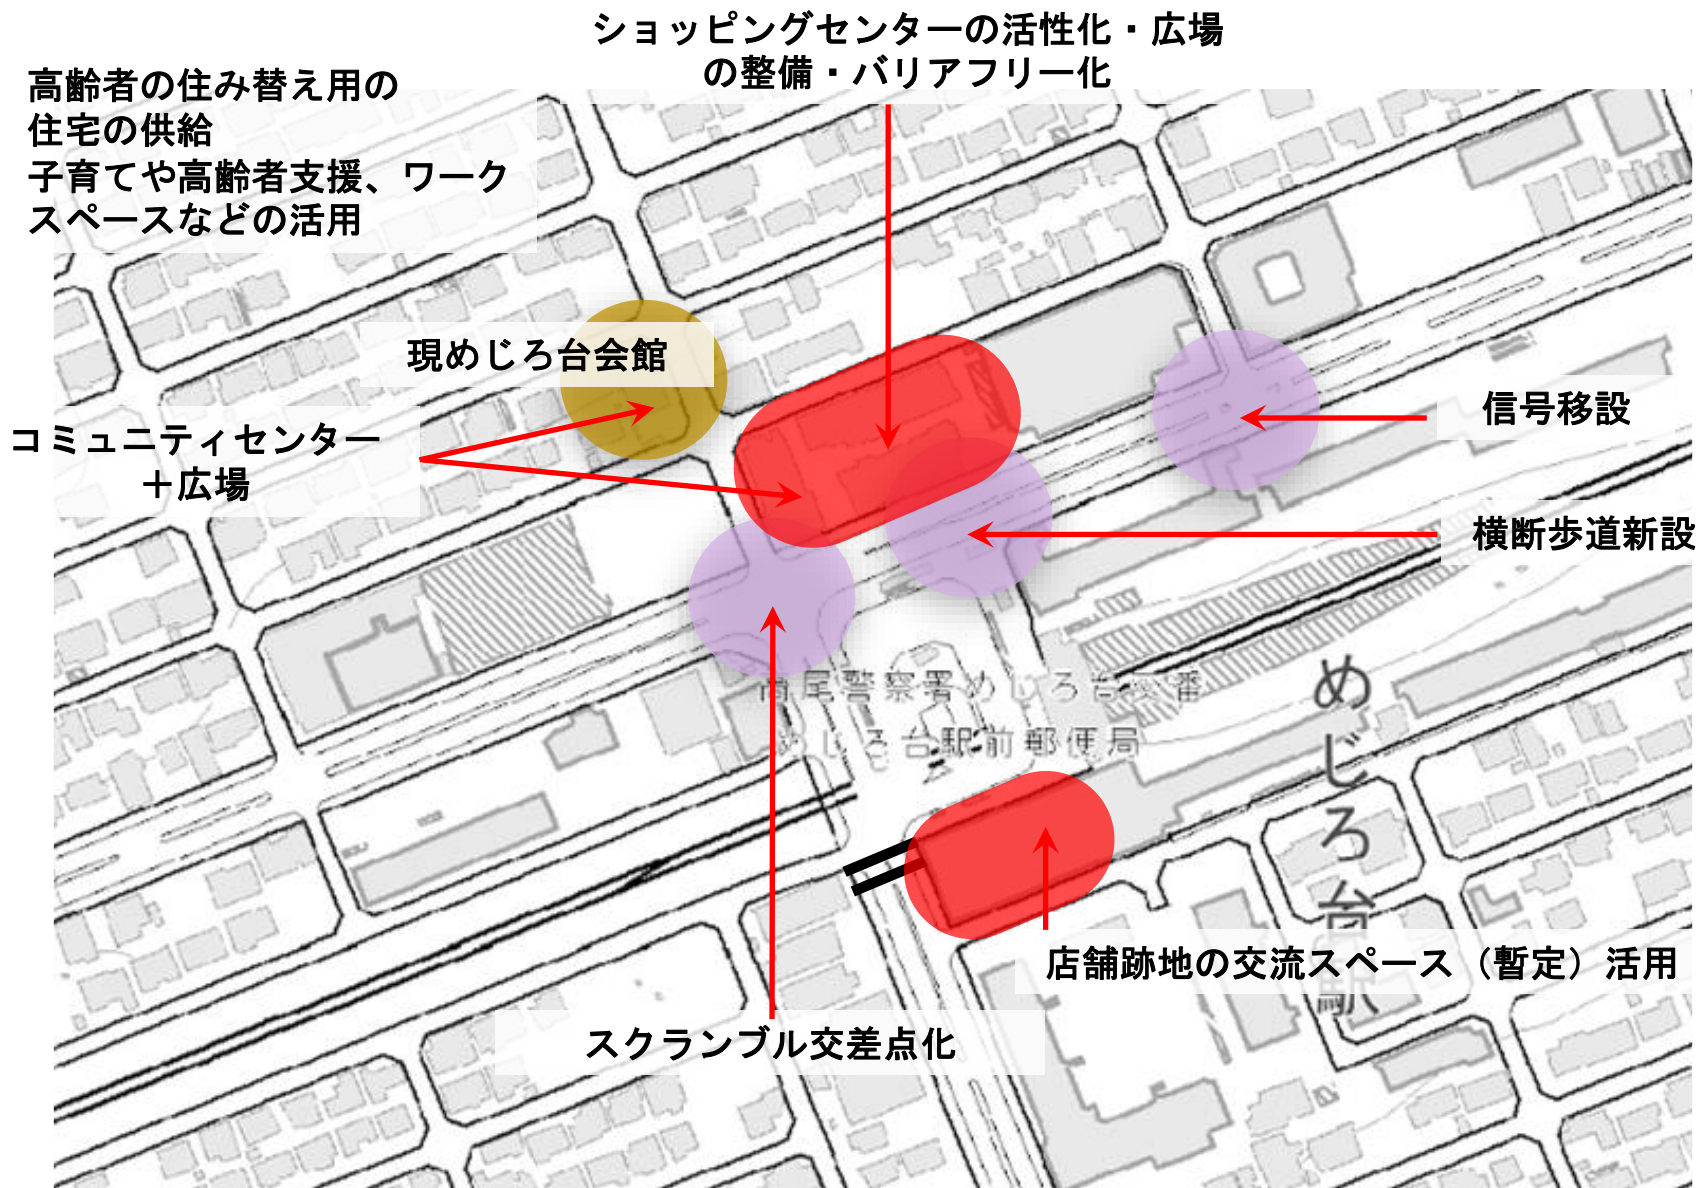 ショッピングセンターの活性化・広場
の整備・バリアフリー化
高齢者の住み替え用の
住宅の供給
子育てや高齢者支援、ワーク
スペースなどの活用
現めじろ台会館
コミュニティセンター
＋広場
信号移設
横断歩道新設
高尾警察署めじろ台交番
めじろ台駅前郵便局
めじろ台駅
店舗跡地の交流スペース（暫定）活用
スクランブル交差点化